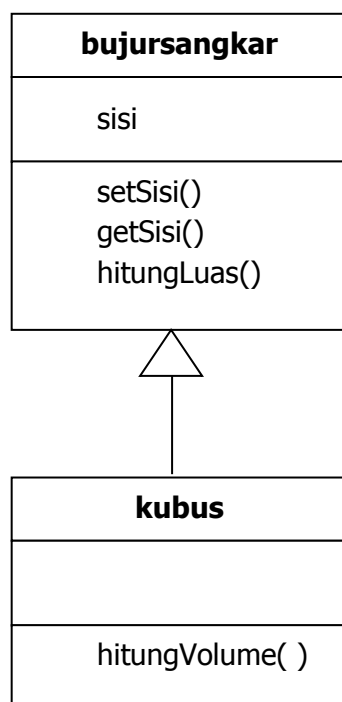 bujursangkar
sisi
setSisi()
getSisi()
hitungLuas()
kubus
hitungVolume( )